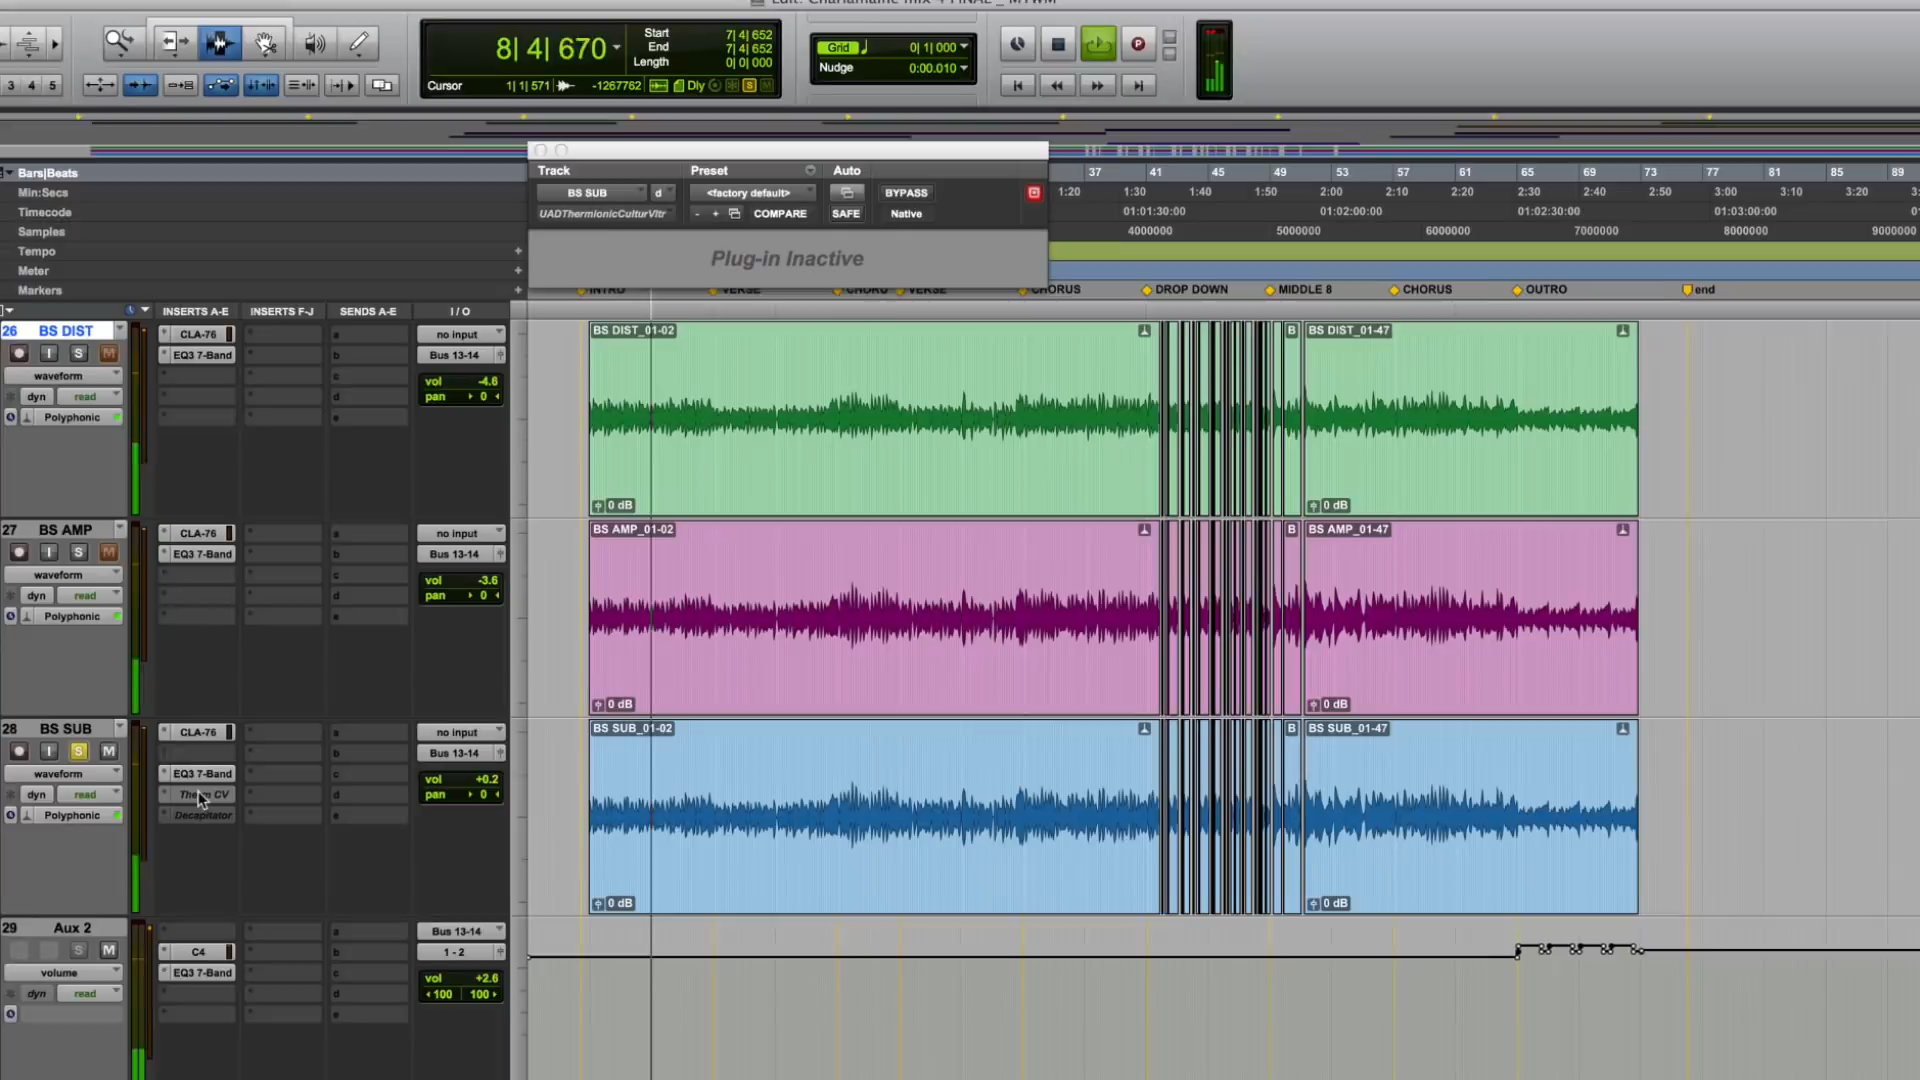 3 4 5
8| 4| 670
Start 7| 4| 652
End 7| 4| 652
Length 0| 0| 000
Cursor 1| 1| 571 -1267762 Dly S M
Grid 0| 1| 000
Nudge 0:00.010
P
Track Preset Auto
BS SUB d <factory default> BYPASS
UADThermionicCulturVltr - + COMPARE SAFE Native
Plug-in Inactive
Bars|Beats
37 41 45 49 53 57 61 65 69 73 77 81 85 89
Min:Secs
1:20 1:30 1:40 1:50 2:00 2:10 2:20 2:30 2:40 2:50 3:00 3:10 3:20
Timecode
01:01:30:00 01:02:00:00 01:02:30:00 01:03:00:00
Samples
4000000 5000000 6000000 7000000 8000000 9000000
Tempo +
Meter +
Markers +
INTRO VERSE CHORU VERSE CHORUS DROP DOWN MIDDLE 8 CHORUS OUTRO end
INSERTS A-E INSERTS F-J SENDS A-E I / O
26 BS DIST CLA-76 a no input BS DIST_01-02 B BS DIST_01-47
I S M EQ3 7-Band b Bus 13-14
waveform c vol -4.6
dyn read d pan 0
Polyphonic e
0 dB 0 dB
27 BS AMP CLA-76 a no input BS AMP_01-02 B BS AMP_01-47
I S M EQ3 7-Band b Bus 13-14
waveform c vol -3.6
dyn read d pan 0
Polyphonic e
0 dB 0 dB
28 BS SUB CLA-76 a no input BS SUB_01-02 B BS SUB_01-47
I S M b Bus 13-14
waveform EQ3 7-Band c vol +0.2
dyn read CV d pan 0
Polyphonic Decapitator e
0 dB 0 dB
29 Aux 2 a Bus 13-14
S M C4 b 1 - 2
volume EQ3 7-Band c vol +2.6
dyn read d 100 100
e